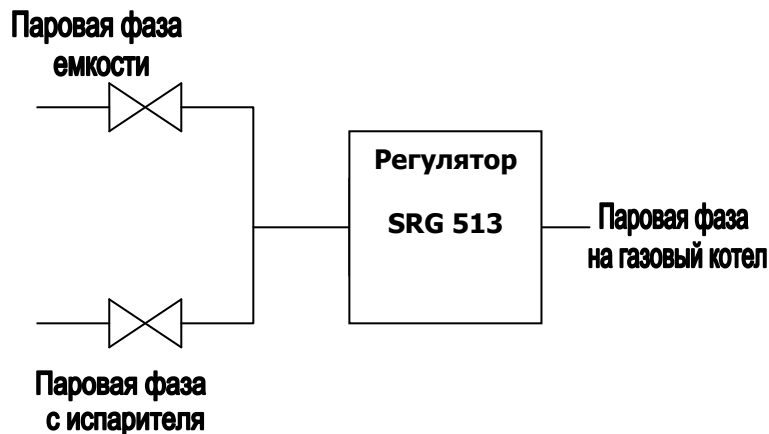 Паровая фаза
емкости
Регулятор
SRG 513
Паровая фаза
на газовый котел
Паровая фаза
с испарителя